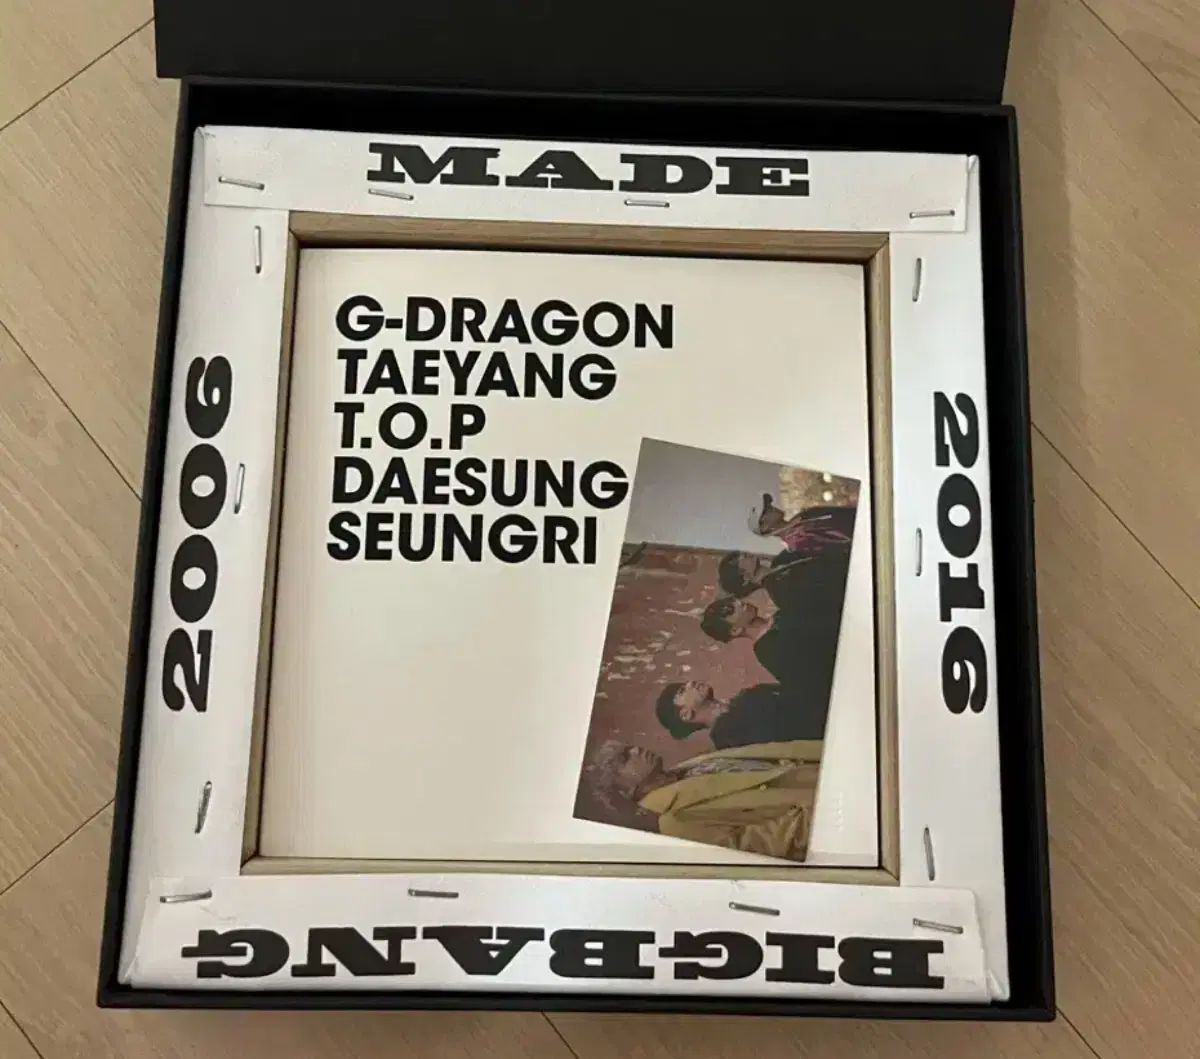 MADE
G-DRAGON
TAEYANG
T.O.P
DAESUNG
SEUNGRI
2006
2016
BIGBANG